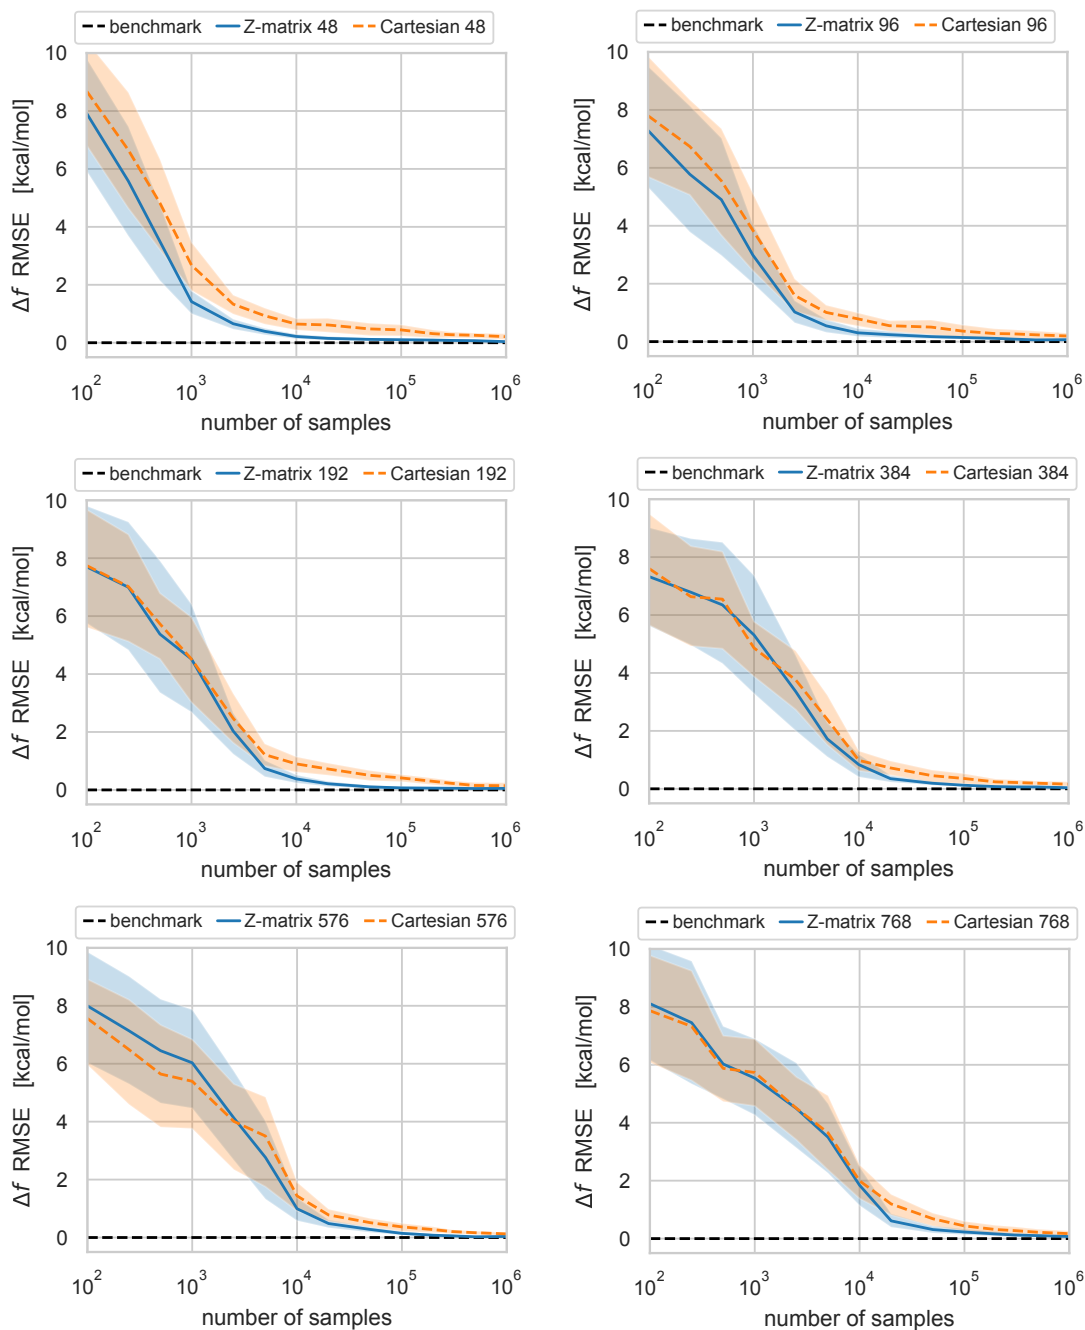 benchmark Z-matrix 48 Cartesian 48
10
8
6
4
2
0
Δf RMSE [kcal/mol]
10^2 10^3 10^4 10^5 10^6
number of samples
benchmark Z-matrix 96 Cartesian 96
10
8
6
4
2
0
Δf RMSE [kcal/mol]
10^2 10^3 10^4 10^5 10^6
number of samples
benchmark Z-matrix 192 Cartesian 192
10
8
6
4
2
0
Δf RMSE [kcal/mol]
10^2 10^3 10^4 10^5 10^6
number of samples
benchmark Z-matrix 384 Cartesian 384
10
8
6
4
2
0
Δf RMSE [kcal/mol]
10^2 10^3 10^4 10^5 10^6
number of samples
benchmark Z-matrix 576 Cartesian 576
10
8
6
4
2
0
Δf RMSE [kcal/mol]
10^2 10^3 10^4 10^5 10^6
number of samples
benchmark Z-matrix 768 Cartesian 768
10
8
6
4
2
0
Δf RMSE [kcal/mol]
10^2 10^3 10^4 10^5 10^6
number of samples